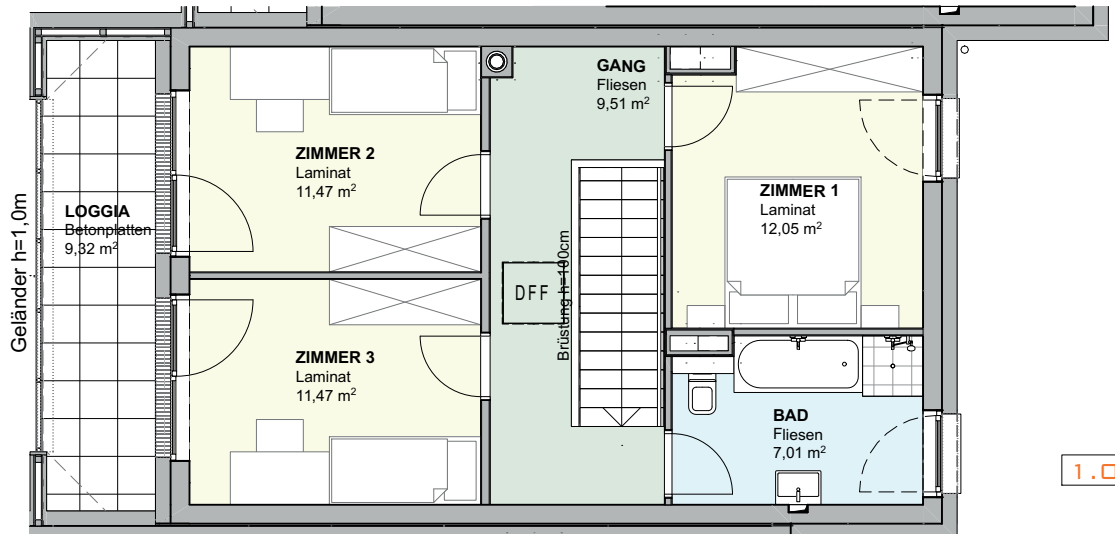 GANG
Fliesen
9,51 m²
ZIMMER 2
Laminat
11,47 m²
ZIMMER 1
Laminat
12,05 m²
LOGGIA
Betonplatten
9,32 m²
Geländer h=1,0m
DFF
Brüstung h=100cm
ZIMMER 3
Laminat
11,47 m²
BAD
Fliesen
7,01 m²